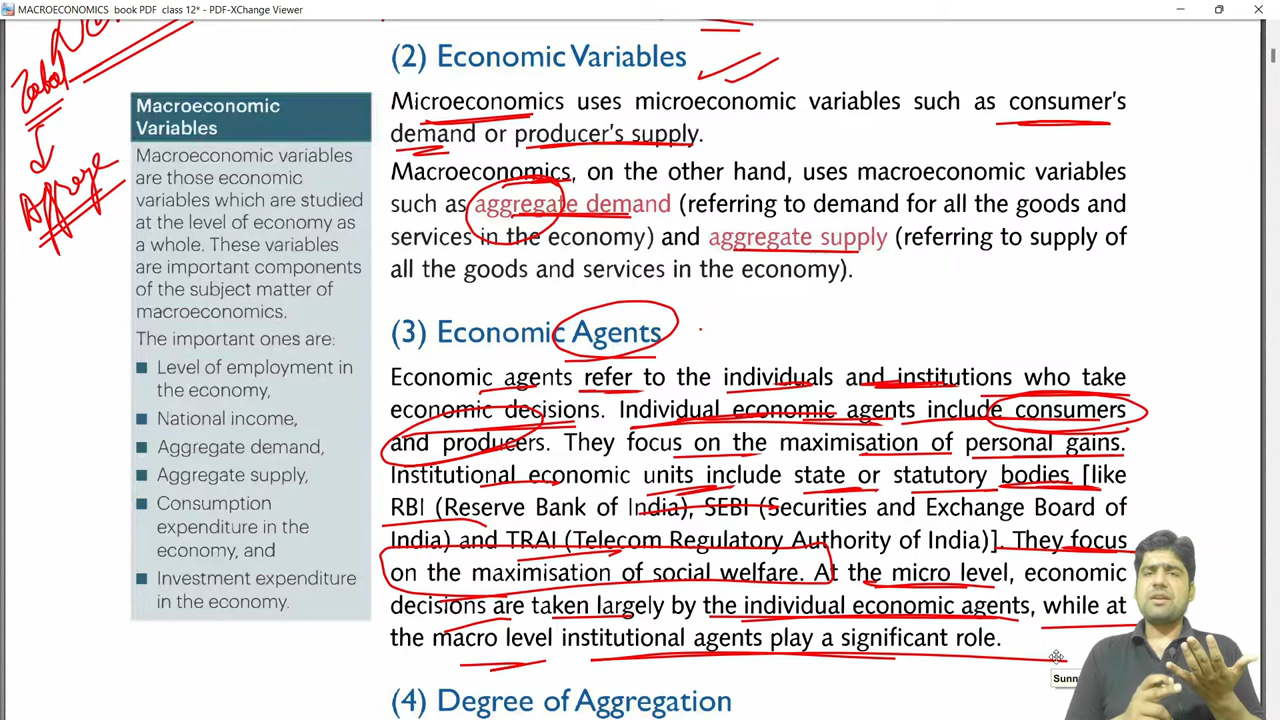 MACROECONOMICS book PDF class 12* - PDF-XChange Viewer
(2) Economic Variables
Microeconomics uses microeconomic variables such as consumer's
demand or producer's supply.
Macroeconomics, on the other hand, uses macroeconomic variables
such as aggregate demand (referring to demand for all the goods and
services in the economy) and aggregate supply (referring to supply of
all the goods and services in the economy).
Macroeconomic
Variables
Macroeconomic variables
are those economic
variables which are studied
at the level of economy as
a whole. These variables
are important components
of the subject matter of
macroeconomics.
The important ones are:
Level of employment in
the economy,
National income,
Aggregate demand,
Aggregate supply,
Consumption
expenditure in the
economy, and
Investment expenditure
in the economy.
(3) Economic Agents
Economic agents refer to the individuals and institutions who take
economic decisions. Individual economic agents include consumers
and producers. They focus on the maximisation of personal gains.
Institutional economic units include state or statutory bodies [like
RBI (Reserve Bank of India), SEBI (Securities and Exchange Board of
India) and TRAI (Telecom Regulatory Authority of India)]. They focus
on the maximisation of social welfare. At the micro level, economic
decisions are taken largely by the individual economic agents, while at
the macro level institutional agents play a significant role.
(4) Degree of Aggregation